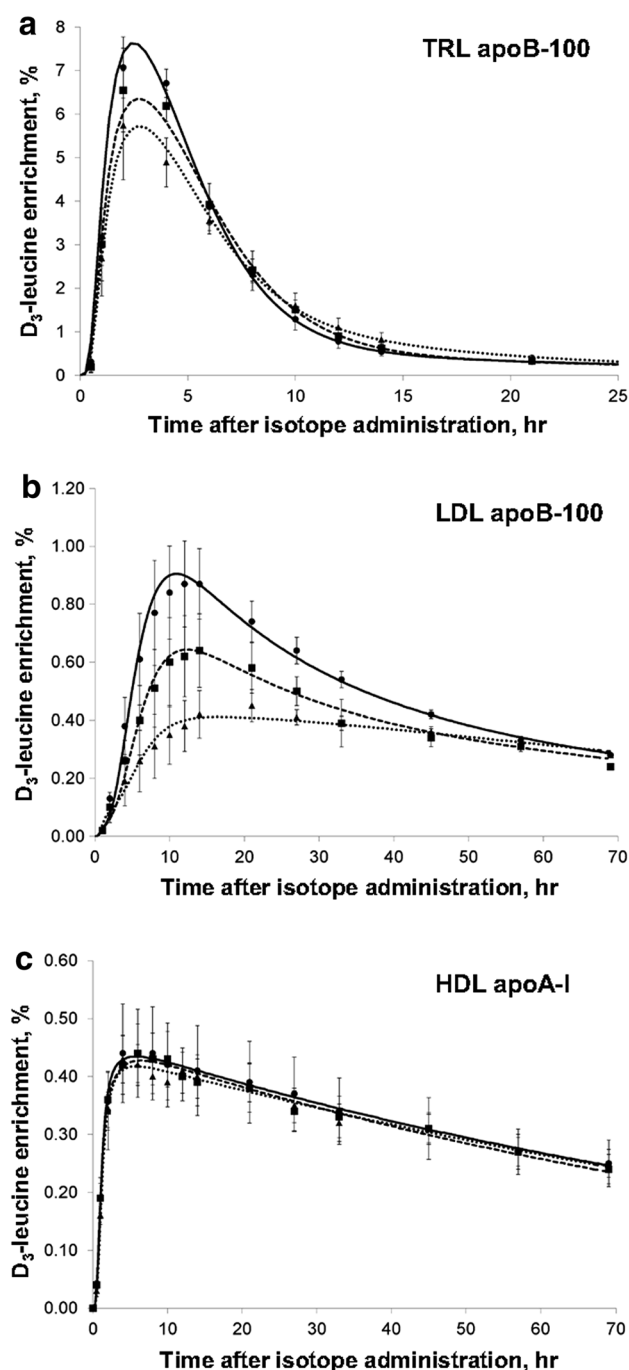 a
TRL apoB-100
D₃-leucine enrichment, %
8
7
6
5
4
3
2
1
0
0 5 10 15 20 25
Time after isotope administration, hr
b
LDL apoB-100
D₃-leucine enrichment, %
1.20
1.00
0.80
0.60
0.40
0.20
0.00
0 10 20 30 40 50 60 70
Time after isotope administration, hr
c
HDL apoA-I
D₃-leucine enrichment, %
0.60
0.50
0.40
0.30
0.20
0.10
0.00
0 10 20 30 40 50 60 70
Time after isotope administration, hr